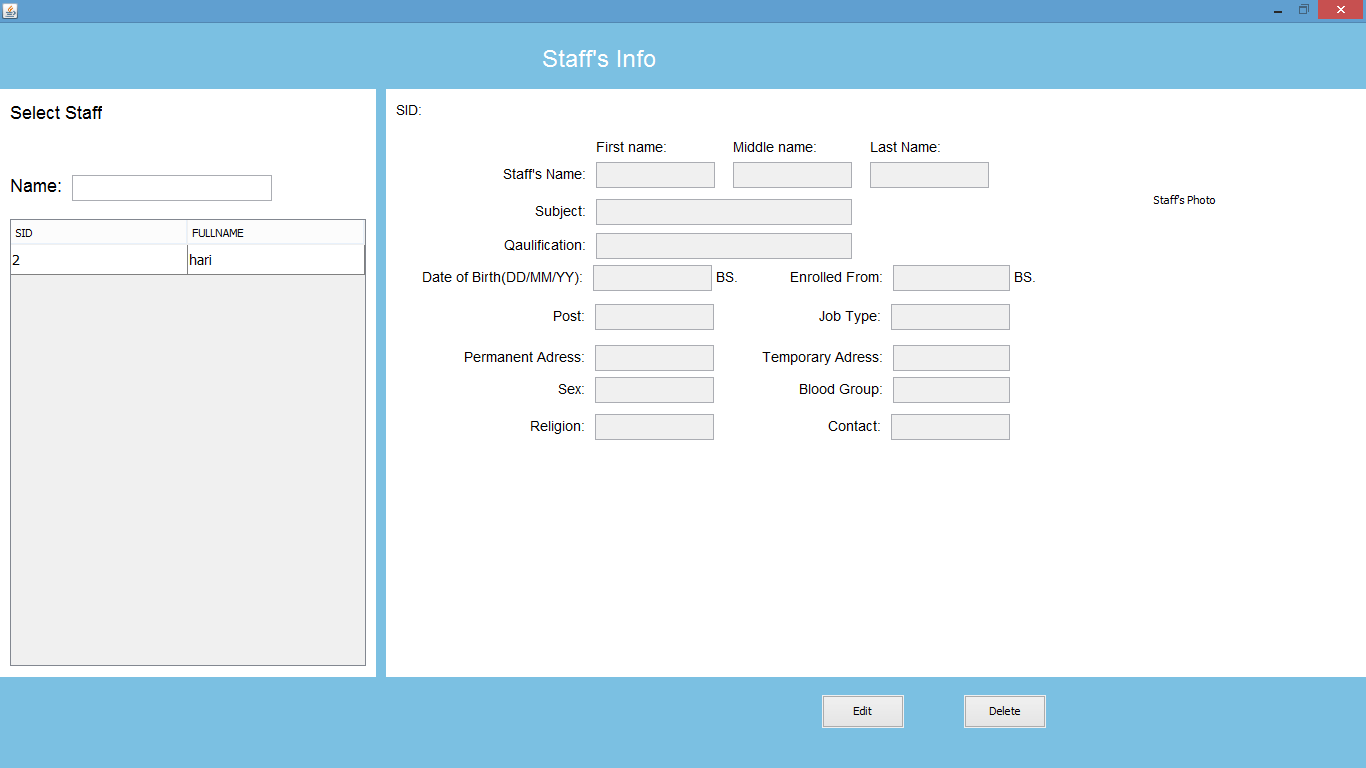 Staff's Info
Select Staff
Name:
SID FULLNAME
2 hari
SID:
First name: Middle name: Last Name:
Staff's Name:
Staff's Photo
Subject:
Qaulification:
Date of Birth(DD/MM/YY): BS. Enrolled From: BS.
Post: Job Type:
Permanent Adress: Temporary Adress:
Sex: Blood Group:
Religion: Contact:
Edit Delete